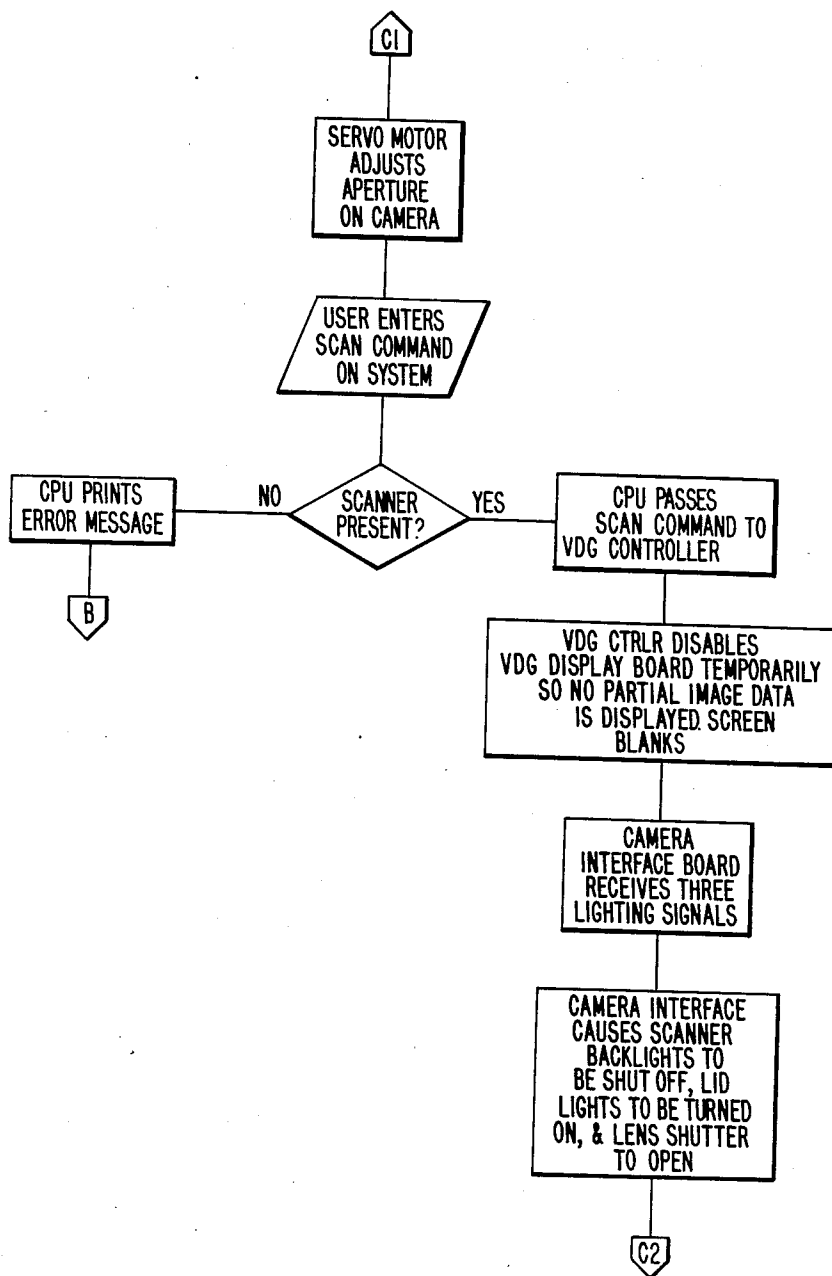 C1
SERVO MOTOR
ADJUSTS
APERTURE
ON CAMERA
USER ENTERS
SCAN COMMAND
ON SYSTEM
SCANNER
PRESENT?
NO
YES
CPU PRINTS
ERROR MESSAGE
B
CPU PASSES
SCAN COMMAND TO
VDG CONTROLLER
VDG CTRLR DISABLES
VDG DISPLAY BOARD TEMPORARILY
SO NO PARTIAL IMAGE DATA
IS DISPLAYED. SCREEN
BLANKS
CAMERA
INTERFACE BOARD
RECEIVES THREE
LIGHTING SIGNALS
CAMERA INTERFACE
CAUSES SCANNER
BACKLIGHTS TO
BE SHUT OFF, LID
LIGHTS TO BE TURNED
ON, & LENS SHUTTER
TO OPEN
C2